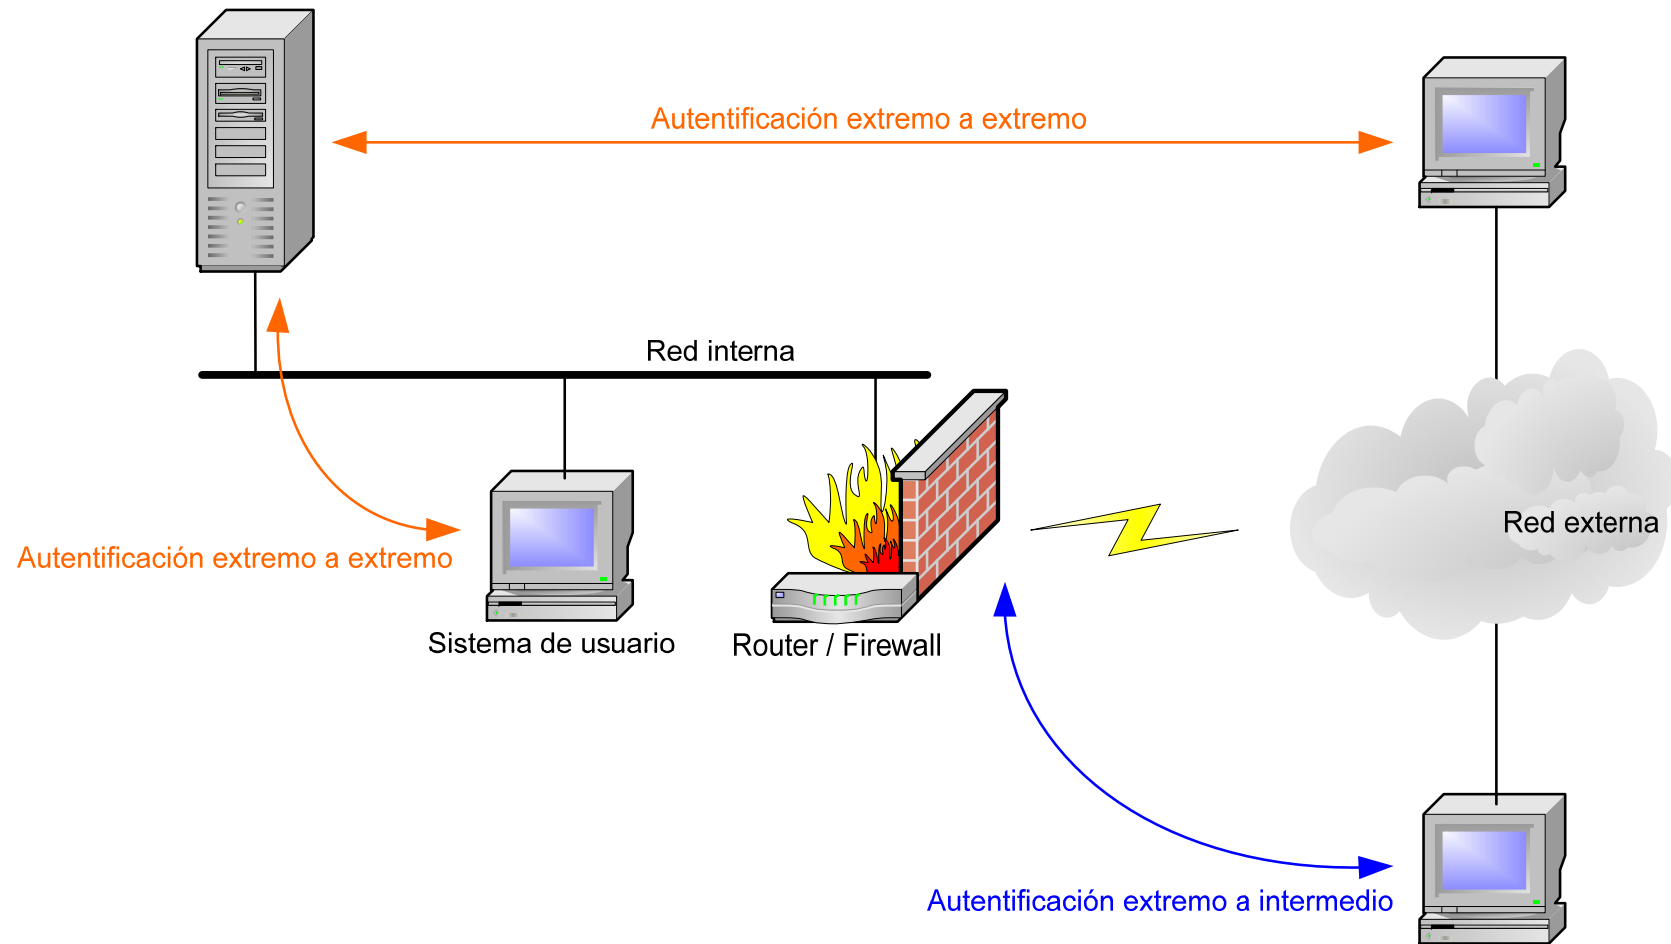 Autentificación extremo a extremo
Red interna
Red externa
Autentificación extremo a extremo
Sistema de usuario
Router / Firewall
Autentificación extremo a intermedio